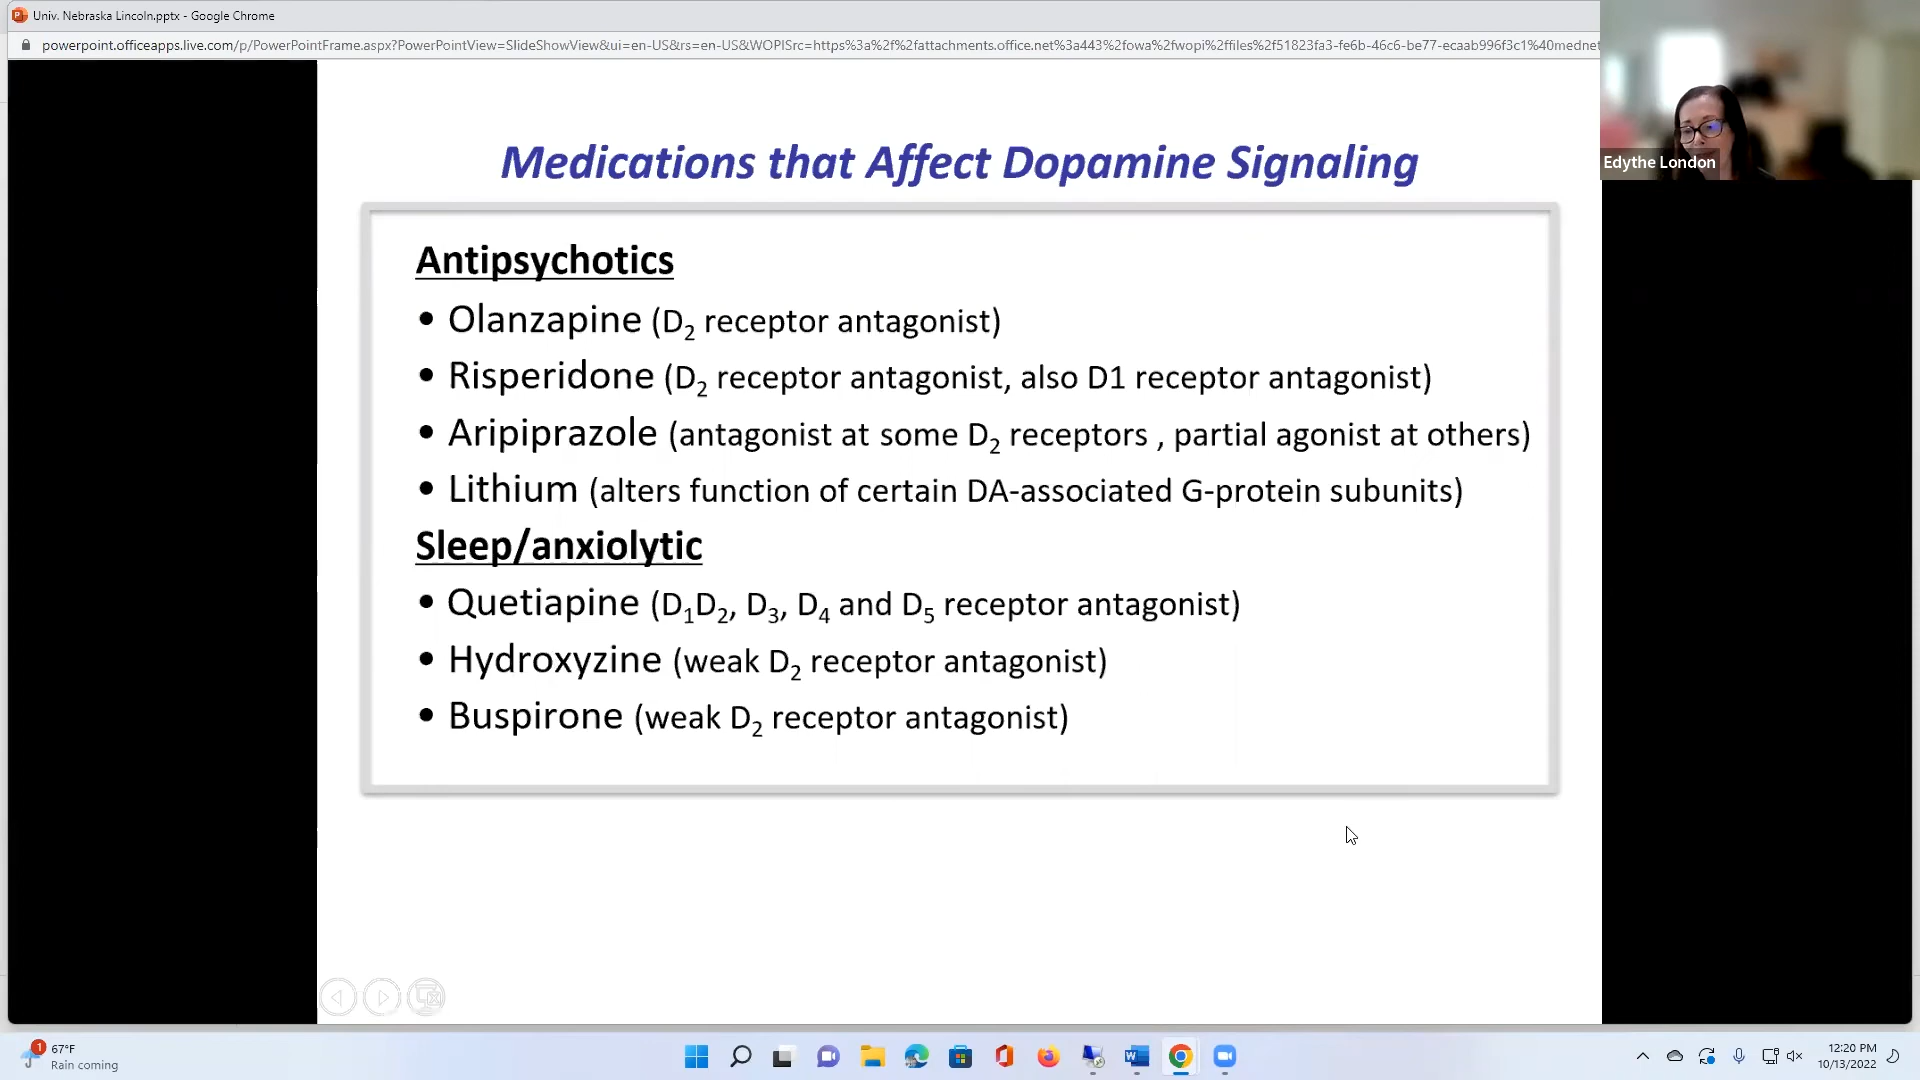 Univ. Nebraska Lincoln.pptx - Google Chrome
powerpoint.officeapps.live.com/p/PowerPointFrame.aspx?PowerPointView=SlideShowView&ui=en-US&rs=en-US&WOPISrc=https%3a%2f%2fattachments.office.net%3a443%2fowa%2fwopi%2ffiles%2f51823fa3-fe6b-46c6-be77-ecaab996f3c1%40mednet
Edythe London
Medications that Affect Dopamine Signaling
Antipsychotics
• Olanzapine (D₂ receptor antagonist)
• Risperidone (D₂ receptor antagonist, also D1 receptor antagonist)
• Aripiprazole (antagonist at some D₂ receptors , partial agonist at others)
• Lithium (alters function of certain DA-associated G-protein subunits)
Sleep/anxiolytic
• Quetiapine (D₁D₂, D₃, D₄ and D₅ receptor antagonist)
• Hydroxyzine (weak D₂ receptor antagonist)
• Buspirone (weak D₂ receptor antagonist)
1
67°F
Rain coming
12:20 PM
10/13/2022